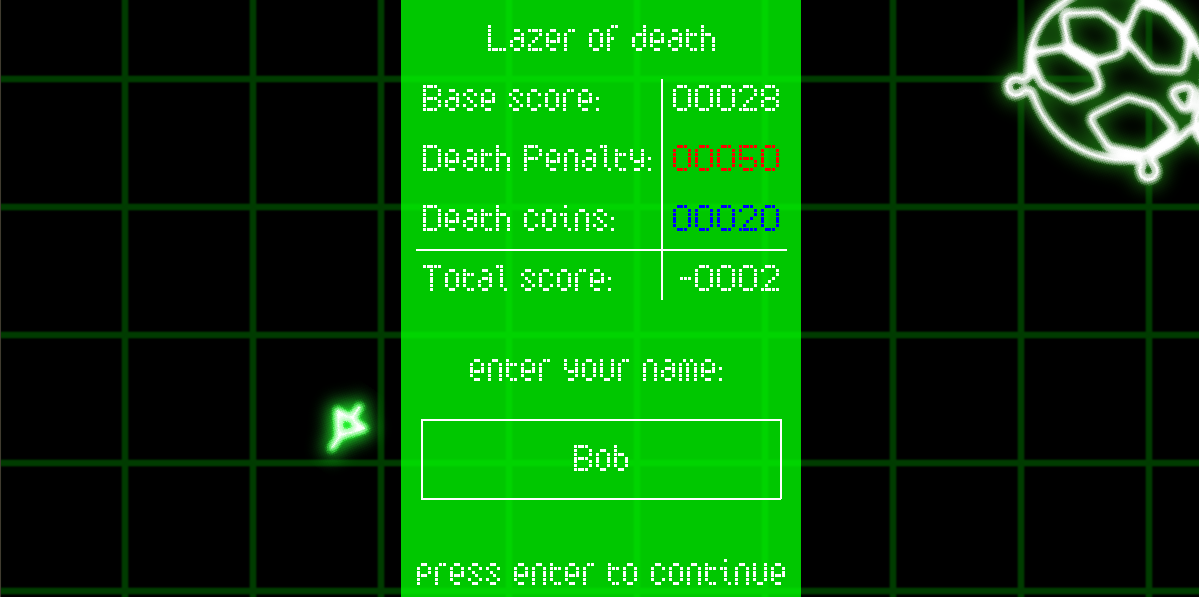 Lazer of death
Base score: 00028
Death Penalty: 00050
Death coins: 00020
Total score: -0002
enter your name:
Bob
press enter to continue